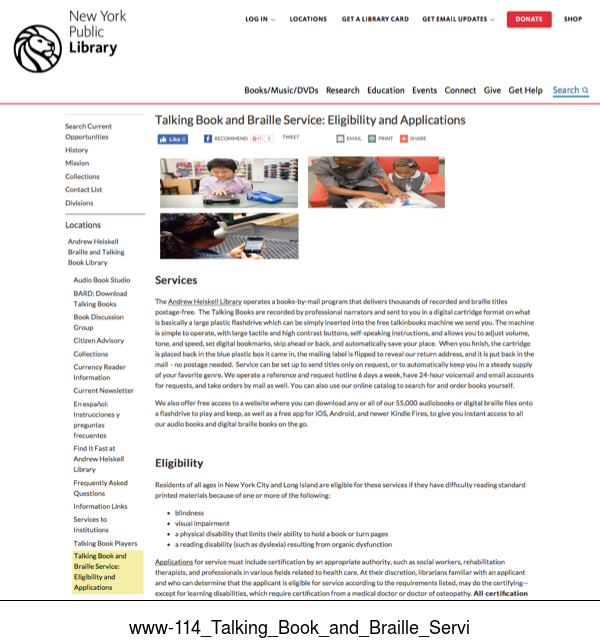 New York
Public
Library
LOG IN
LOCATIONS
GET A LIBRARY CARD
GET EMAIL UPDATES
DONATE
SHOP
Books/Music/DVDs Research Education Events Connect Give Get Help Search
Search Current
Opportunities
History
Mission
Collections
Contact List
Divisions
Locations
Andrew Heiskell
Braille and Talking
Book Library
Audio Book Studio
BARD: Download
Talking Books
Book Discussion
Group
Citizen Advisory
Collections
Currency Reader
Information
Current Newsletter
En español:
Instrucciones y
preguntas
frecuentes
Find It Fast at
Andrew Heiskell
Library
Frequently Asked
Questions
Information Links
Services to
Institutions
Talking Book Players
Talking Book and
Braille Service:
Eligibility and
Applications
Talking Book and Braille Service: Eligibility and Applications
Like 0 RECOMMEND G+1 0 TWEET EMAIL PRINT SHARE
Services
The Andrew Heiskell Library operates a books-by-mail program that delivers thousands of recorded and braille titles
postage-free. The Talking Books are recorded by professional narrators and sent to you in a digital cartridge format on what
is basically a large plastic flashdrive which can be simply inserted into the free talkinbooks machine we send you. The machine
is simple to operate, with large tactile and high contrast buttons, self-speaking instructions, and allows you to adjust volume,
tone, and speed, set digital bookmarks, skip ahead or back, and automatically save your place. When you finish, the cartridge
is placed back in the blue plastic box it came in, the mailing label is flipped to reveal our return address, and it is put back in the
mail - no postage needed. Service can be set up to send titles only on request, or to automatically keep you in a steady supply
of your favorite genre. We operate a reference and request hotline 6 days a week, have 24-hour voicemail and email accounts
for requests, and take orders by mail as well. You can also use our online catalog to search for and order books yourself.
We also offer free access to a website where you can download any or all of our 55,000 audiobooks or digital braille files onto
a flashdrive to play and keep, as well as a free app for iOS, Android, and newer Kindle Fires, to give you instant access to all
our audio books and digital braille books on the go.
Eligibility
Residents of all ages in New York City and Long Island are eligible for these services if they have difficulty reading standard
printed materials because of one or more of the following:
• blindness
• visual impairment
• a physical disability that limits their ability to hold a book or turn pages
• a reading disability (such as dyslexia) resulting from organic dysfunction
Applications for service must include certification by an appropriate authority, such as social workers, rehabilitation
therapists, and professionals in various fields related to health care. At their discretion, librarians familiar with an applicant
and who can determine that the applicant is eligible for service according to the requirements listed, may do the certifying—
except for learning disabilities, which require certification from a medical doctor or doctor of osteopathy. All certification
www-114_Talking_Book_and_Braille_Servi